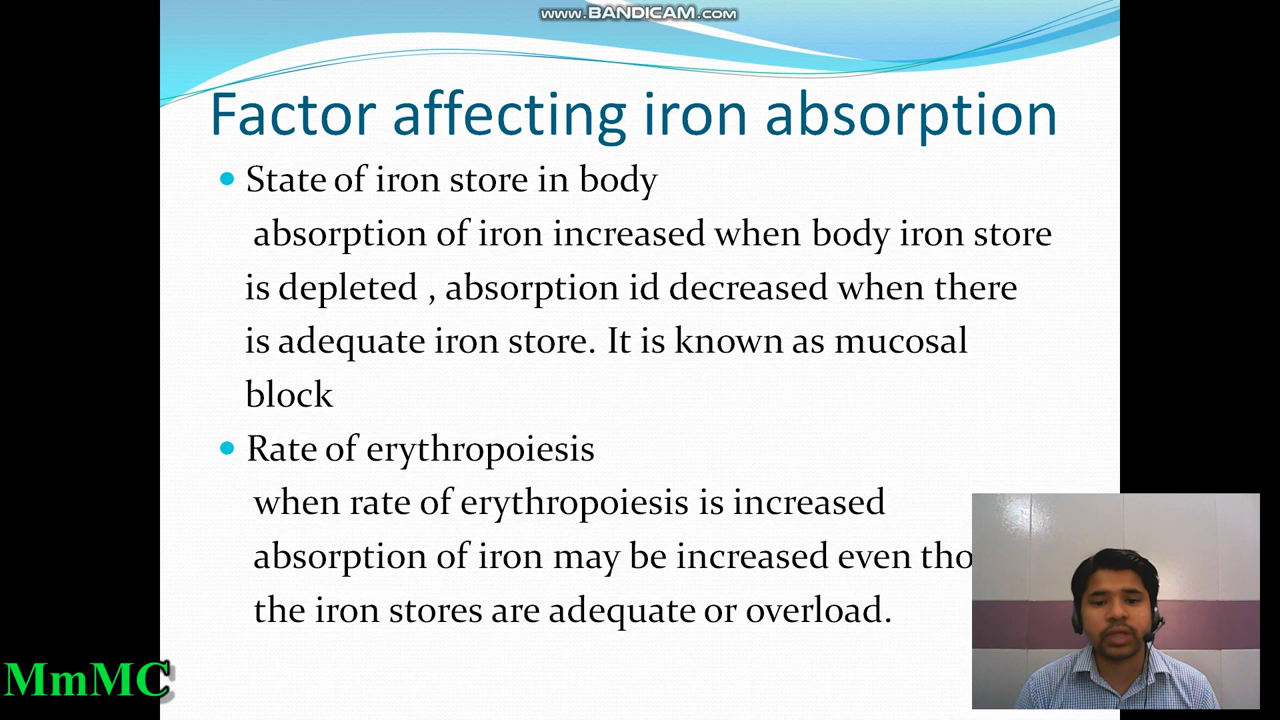 www.BANDICAM.com
Factor affecting iron absorption
State of iron store in body
absorption of iron increased when body iron store
is depleted , absorption id decreased when there
is adequate iron store. It is known as mucosal
block
Rate of erythropoiesis
when rate of erythropoiesis is increased
absorption of iron may be increased even tho
the iron stores are adequate or overload.
MmMC